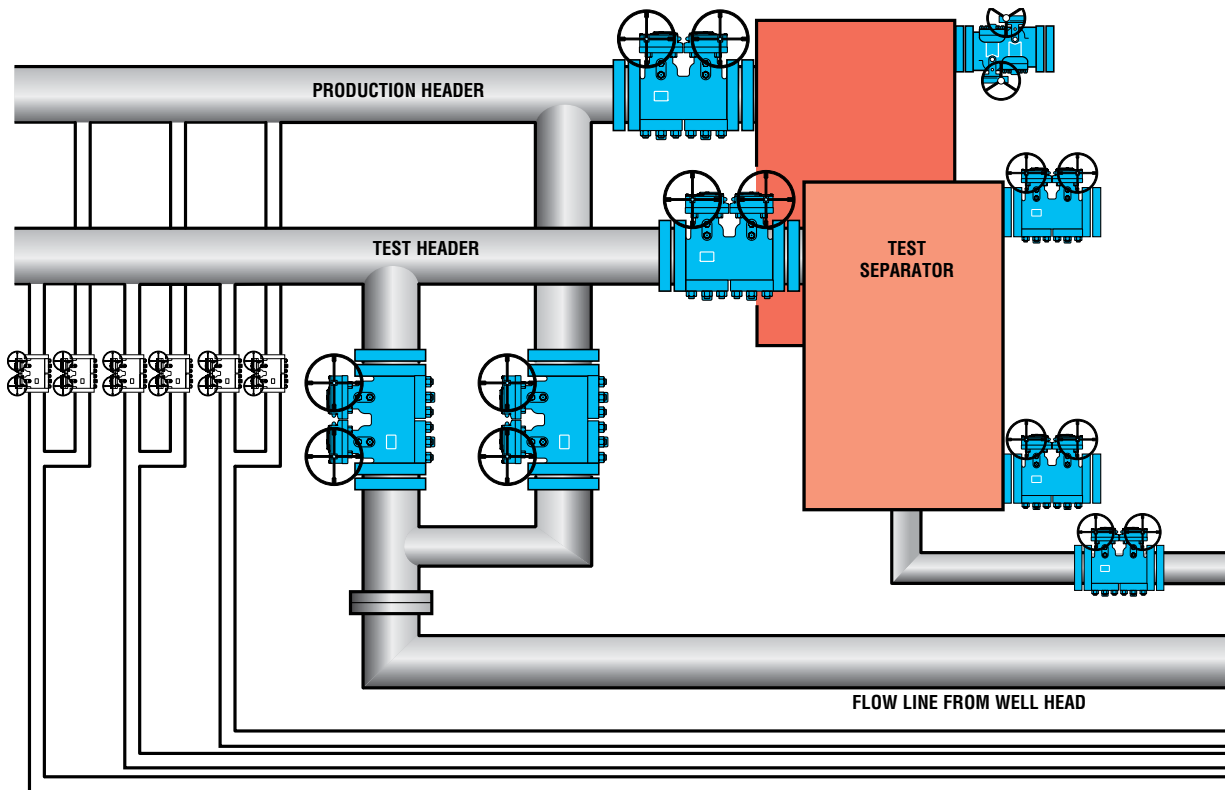 PRODUCTION HEADER
TEST HEADER
TEST
SEPARATOR
FLOW LINE FROM WELL HEAD